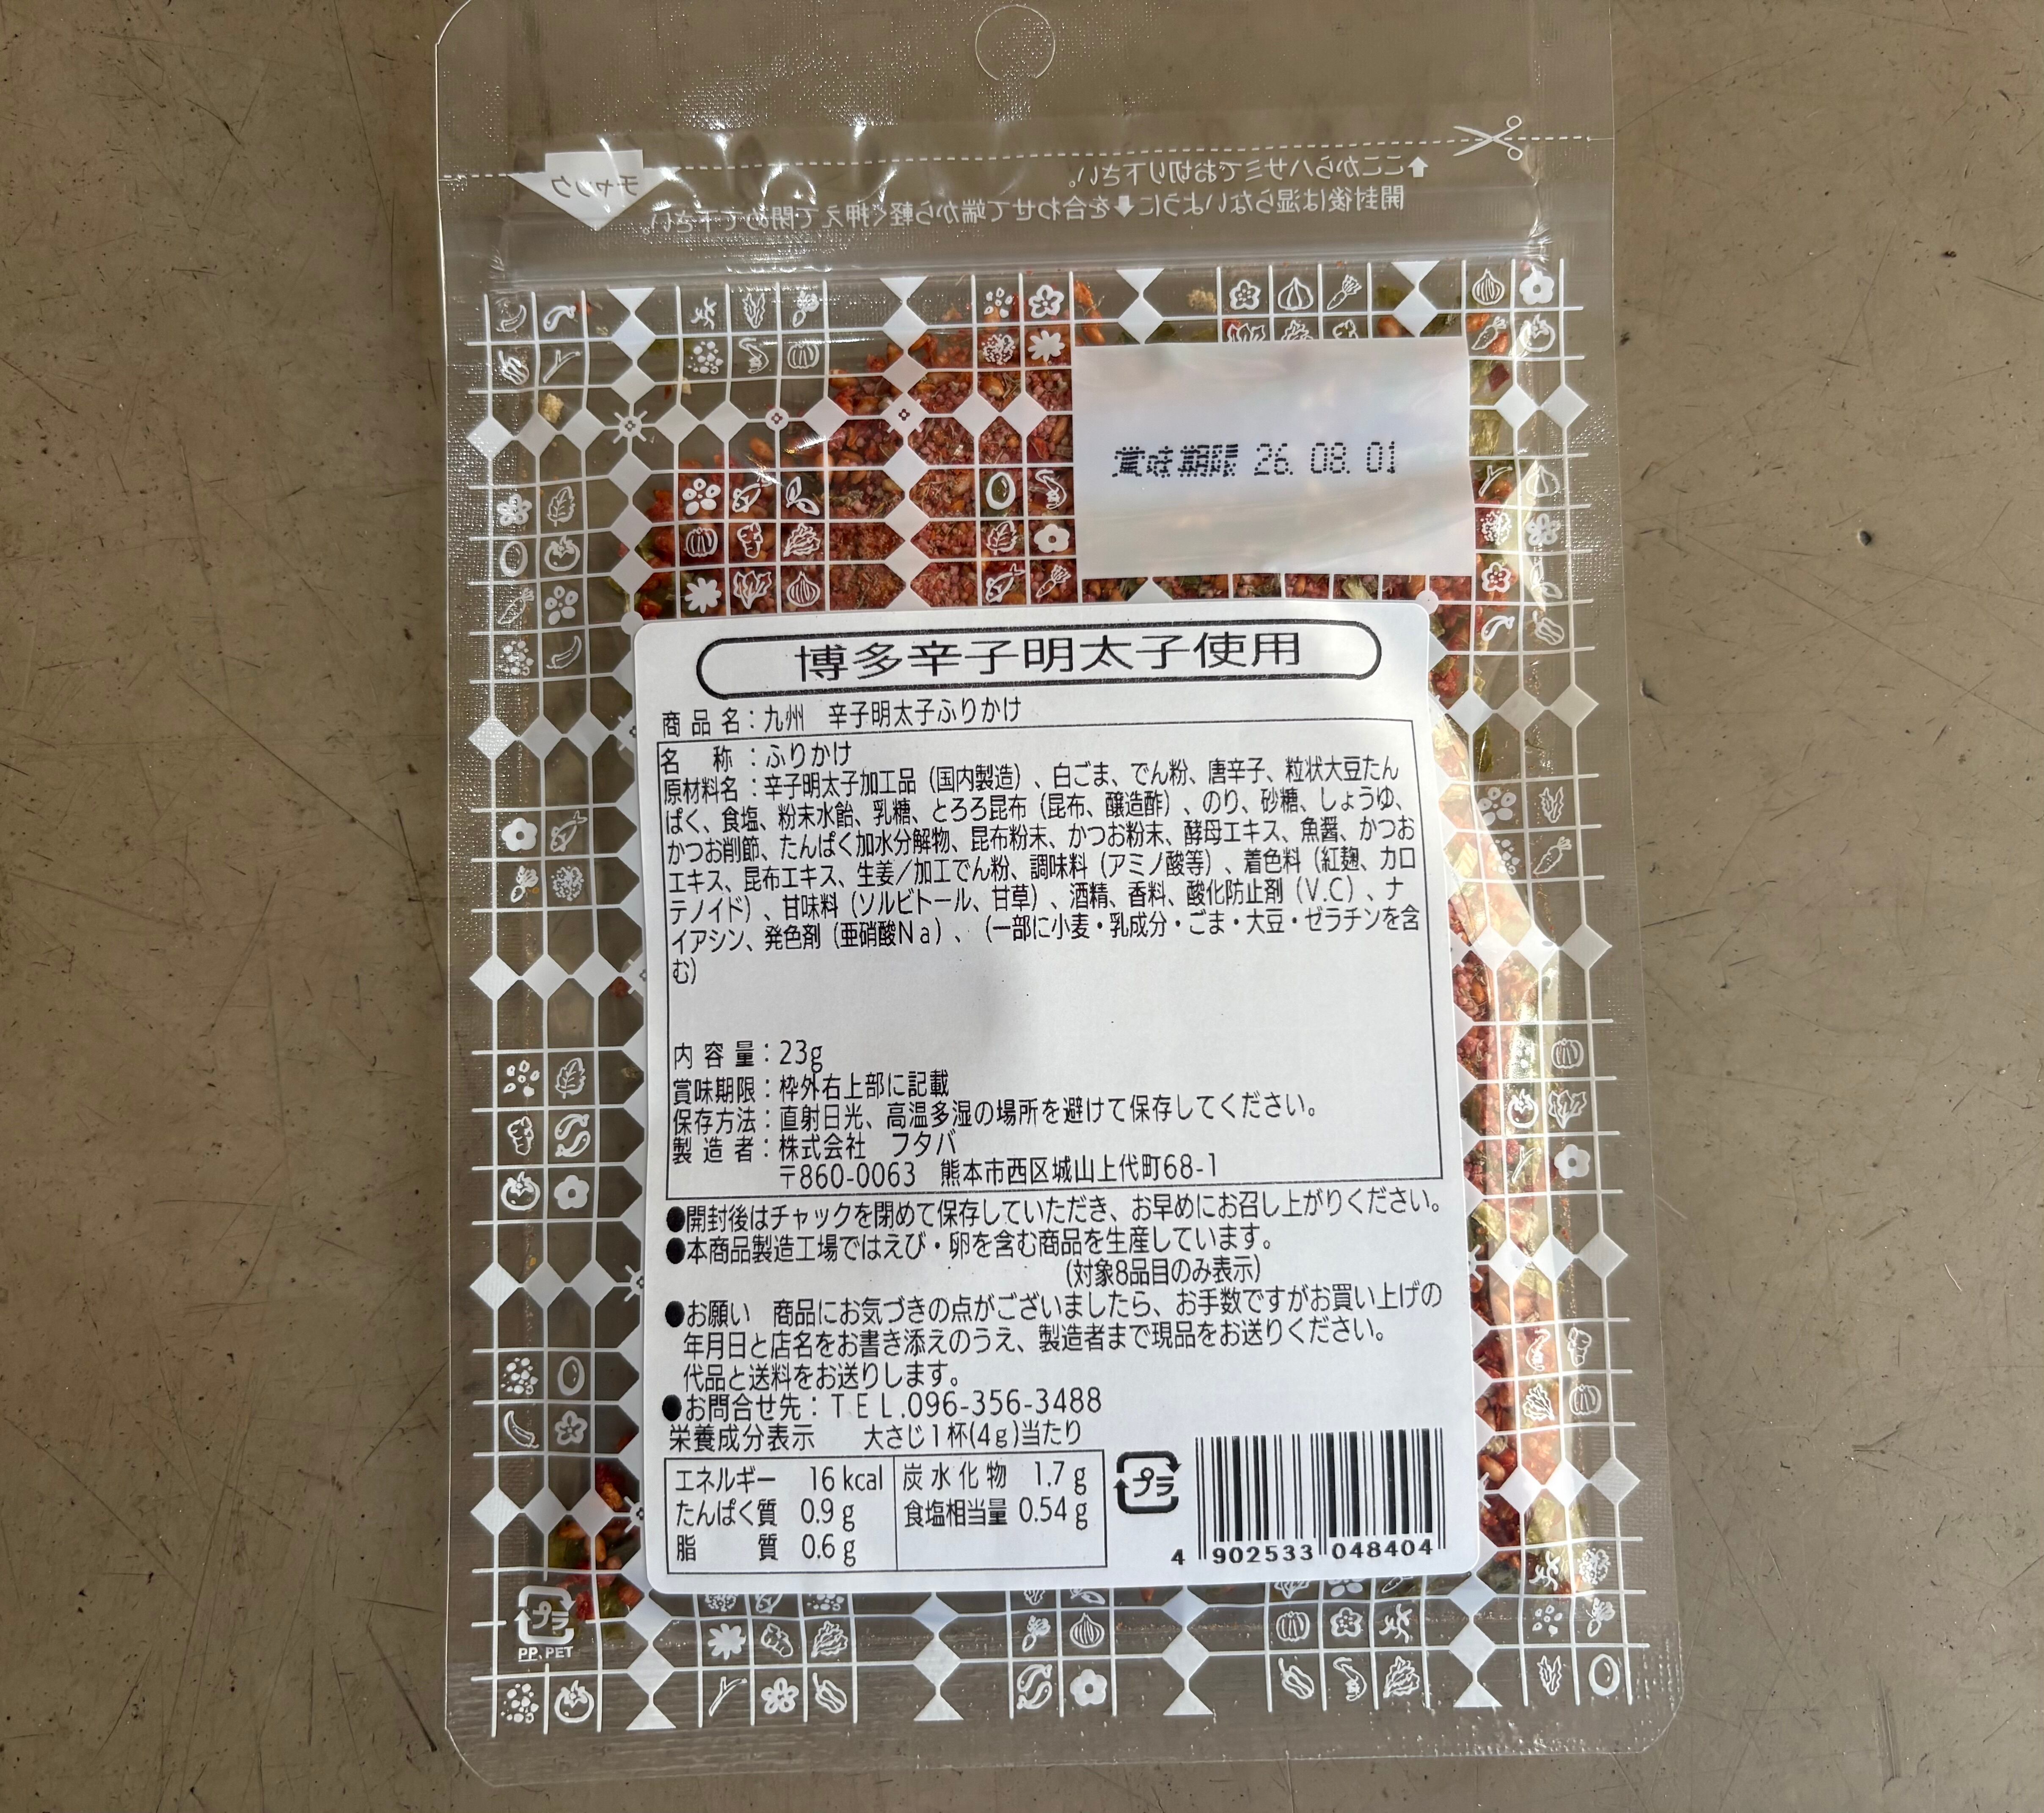 ↑ここからハサミでお切り下さい。
開封後は湿らないように↓を合わせて端から軽く押えて閉めて下さい。
チャック
賞味期限 26. 08. 01
博多辛子明太子使用
商品名：九州　辛子明太子ふりかけ
名　称：ふりかけ
原材料名：辛子明太子加工品（国内製造）、白ごま、でん粉、唐辛子、粒状大豆たん
ぱく、食塩、粉末水飴、乳糖、とろろ昆布（昆布、醸造酢）、のり、砂糖、しょうゆ、
かつお削節、たんぱく加水分解物、昆布粉末、かつお粉末、酵母エキス、魚醤、かつお
エキス、昆布エキス、生姜／加工でん粉、調味料（アミノ酸等）、着色料（紅麹、カロ
テノイド）、甘味料（ソルビトール、甘草）、酒精、香料、酸化防止剤（V.C）、ナ
イアシン、発色剤（亜硝酸Ｎａ）、（一部に小麦・乳成分・ごま・大豆・ゼラチンを含
む）
内容量：23g
賞味期限：枠外右上部に記載
保存方法：直射日光、高温多湿の場所を避けて保存してください。
製造者：株式会社　フタバ
〒860-0063　熊本市西区城山上代町68-1
●開封後はチャックを閉めて保存していただき、お早めにお召し上がりください。
●本商品製造工場ではえび・卵を含む商品を生産しています。
（対象8品目のみ表示）
●お願い　商品にお気づきの点がございましたら、お手数ですがお買い上げの
年月日と店名をお書き添えのうえ、製造者まで現品をお送りください。
代品と送料をお送りします。
●お問合せ先：ＴＥＬ.096-356-3488
栄養成分表示　大さじ1杯(4g)当たり
エネルギー　16 kcal　炭水化物　1.7 g
たんぱく質　0.9 g　食塩相当量 0.54 g
脂　質　0.6 g
プラ
4 902533 048404
プラ
PP、PET